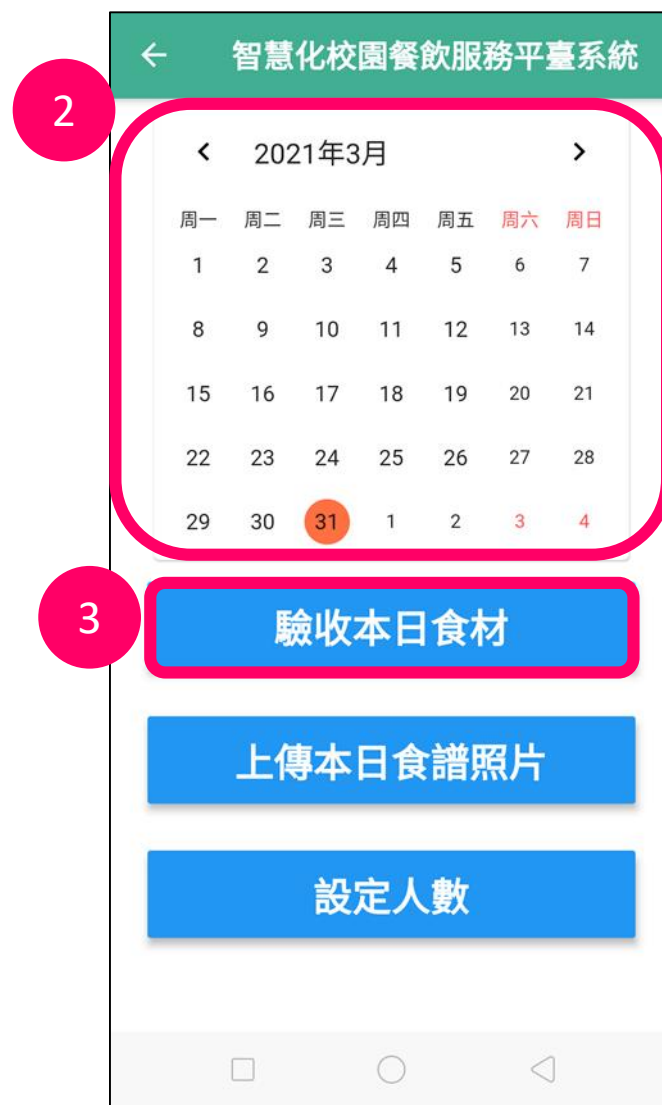 智慧化校園餐飲服務平臺系統
2
2021年3月
周一 周二 周三 周四 周五 周六 周日
1 2 3 4 5 6 7
8 9 10 11 12 13 14
15 16 17 18 19 20 21
22 23 24 25 26 27 28
29 30 31 1 2 3 4
3
驗收本日食材
上傳本日食譜照片
設定人數